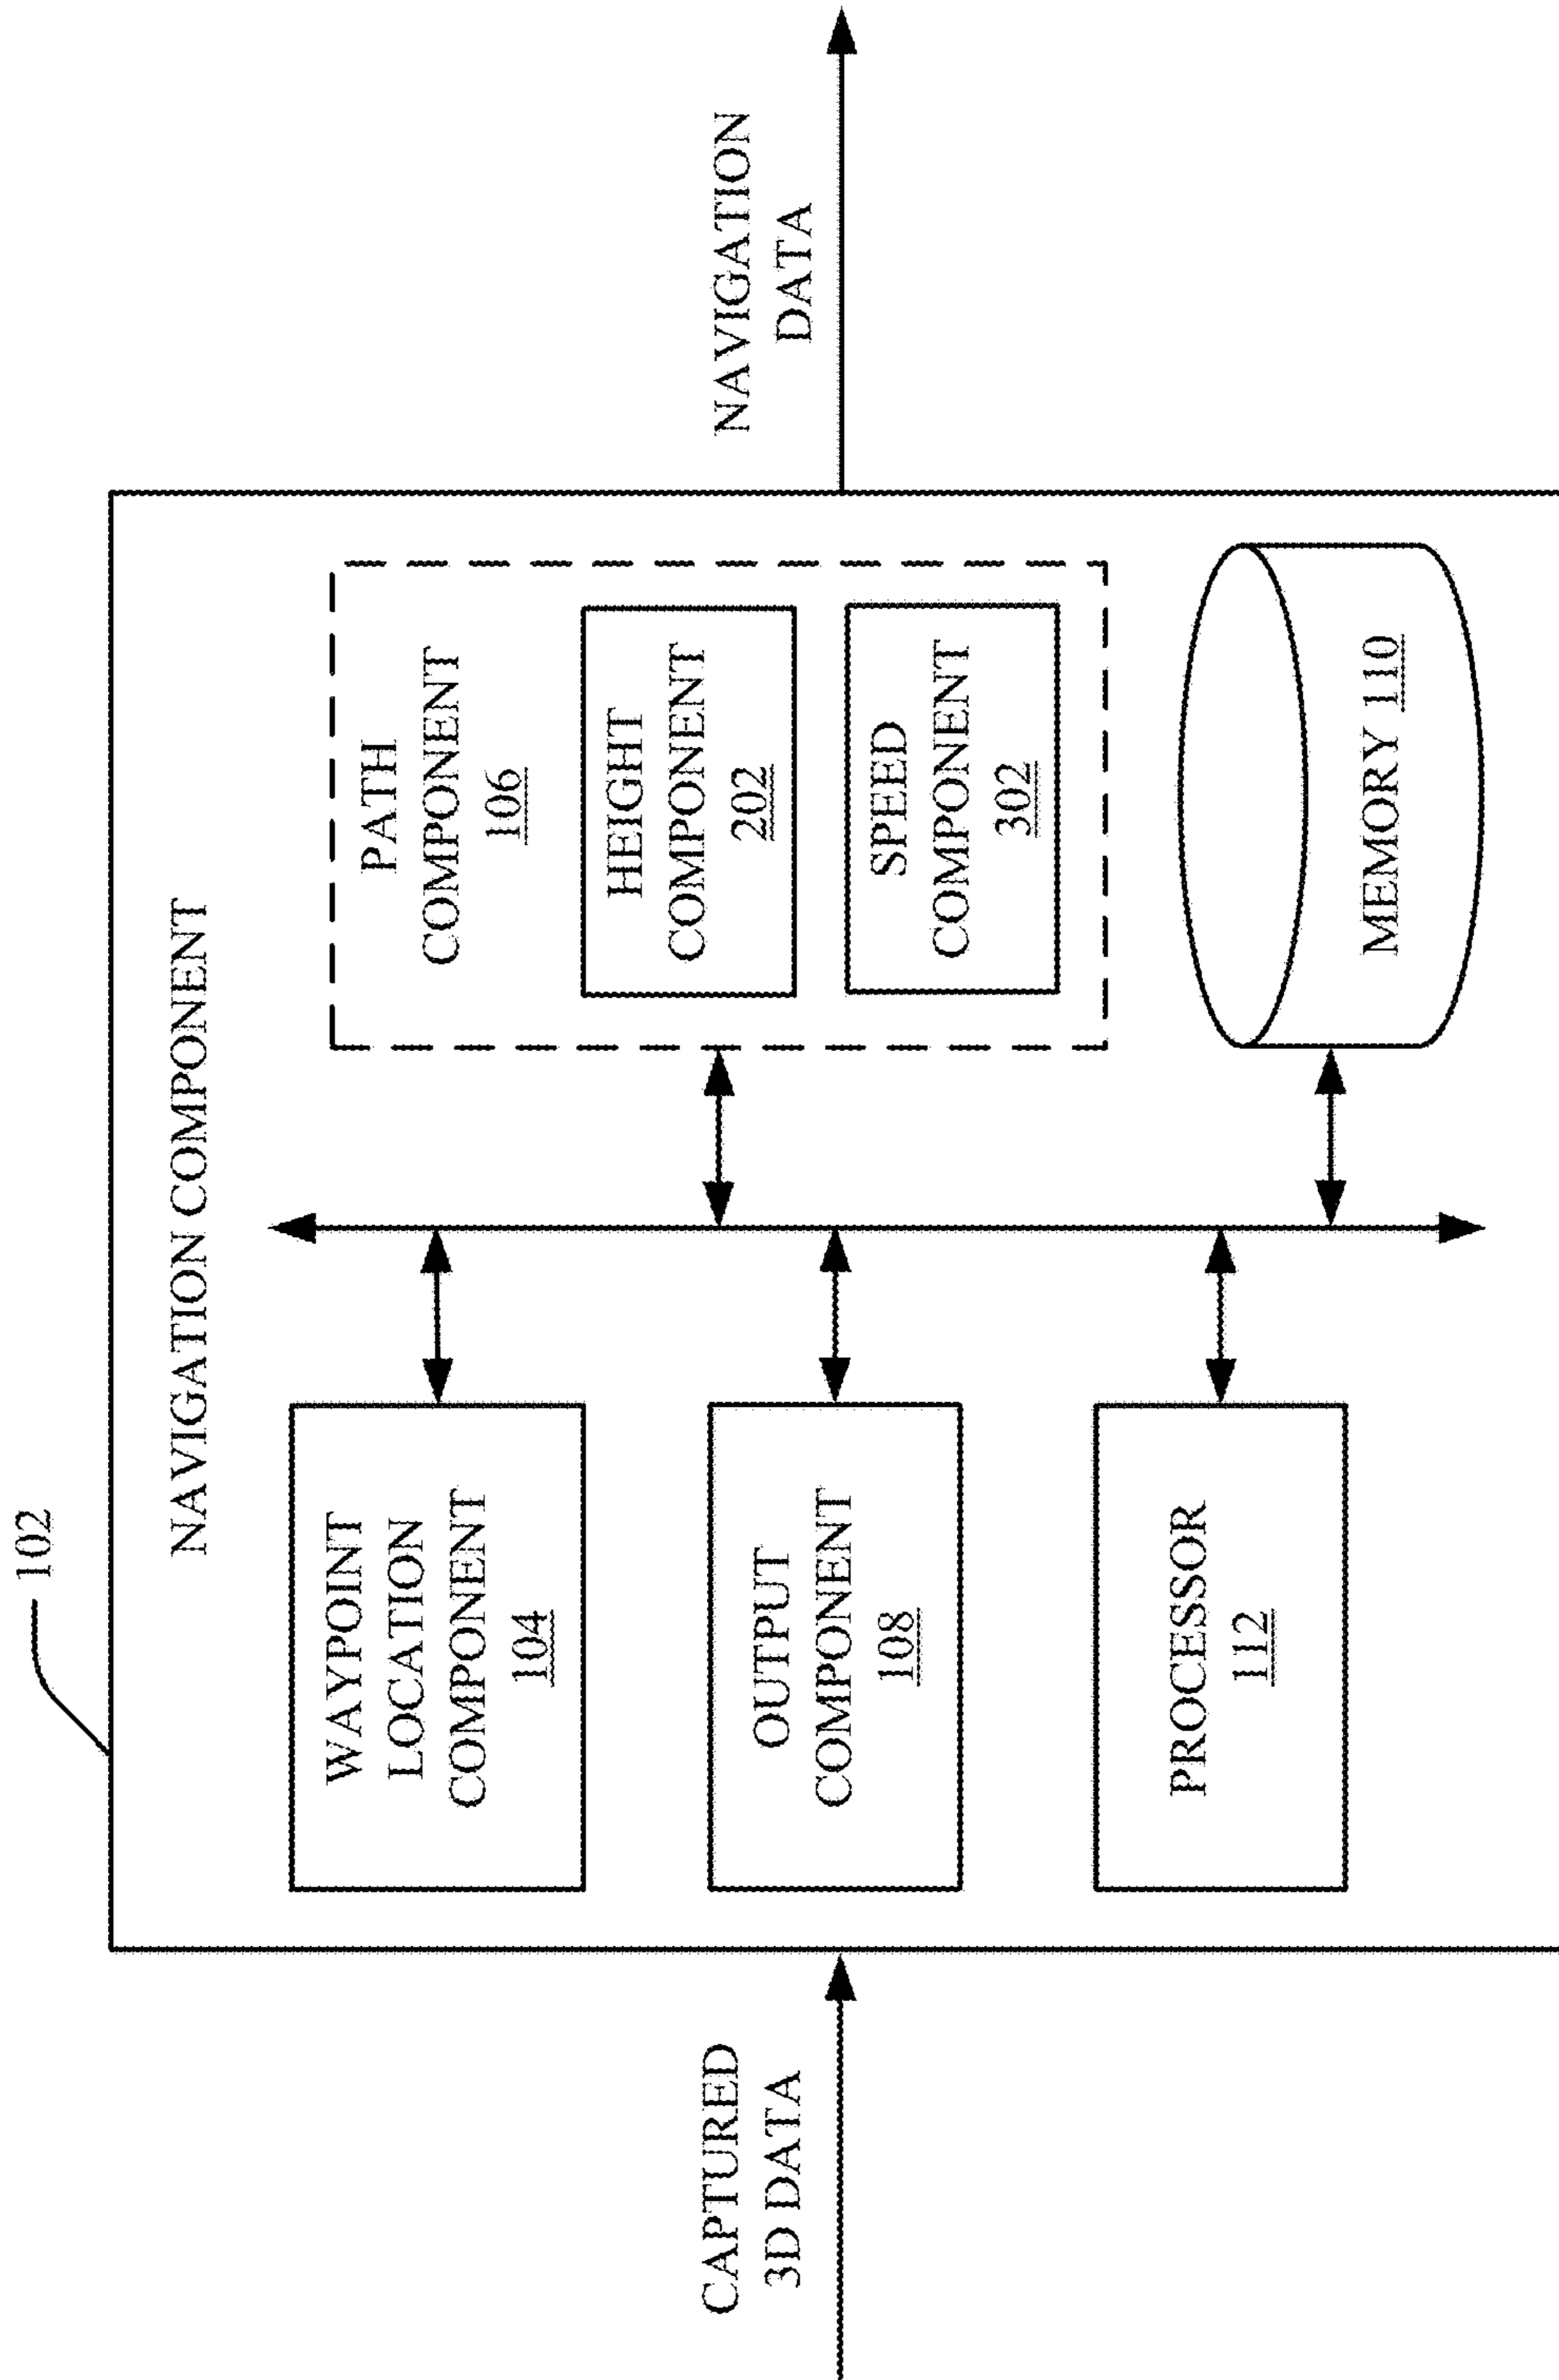 102
NAVIGATION COMPONENT
CAPTURED
3D DATA
WAYPOINT
LOCATION
COMPONENT
104
OUTPUT
COMPONENT
108
PROCESSOR
112
PATH
COMPONENT
106
HEIGHT
COMPONENT
202
SPEED
COMPONENT
302
MEMORY 110
NAVIGATION
DATA